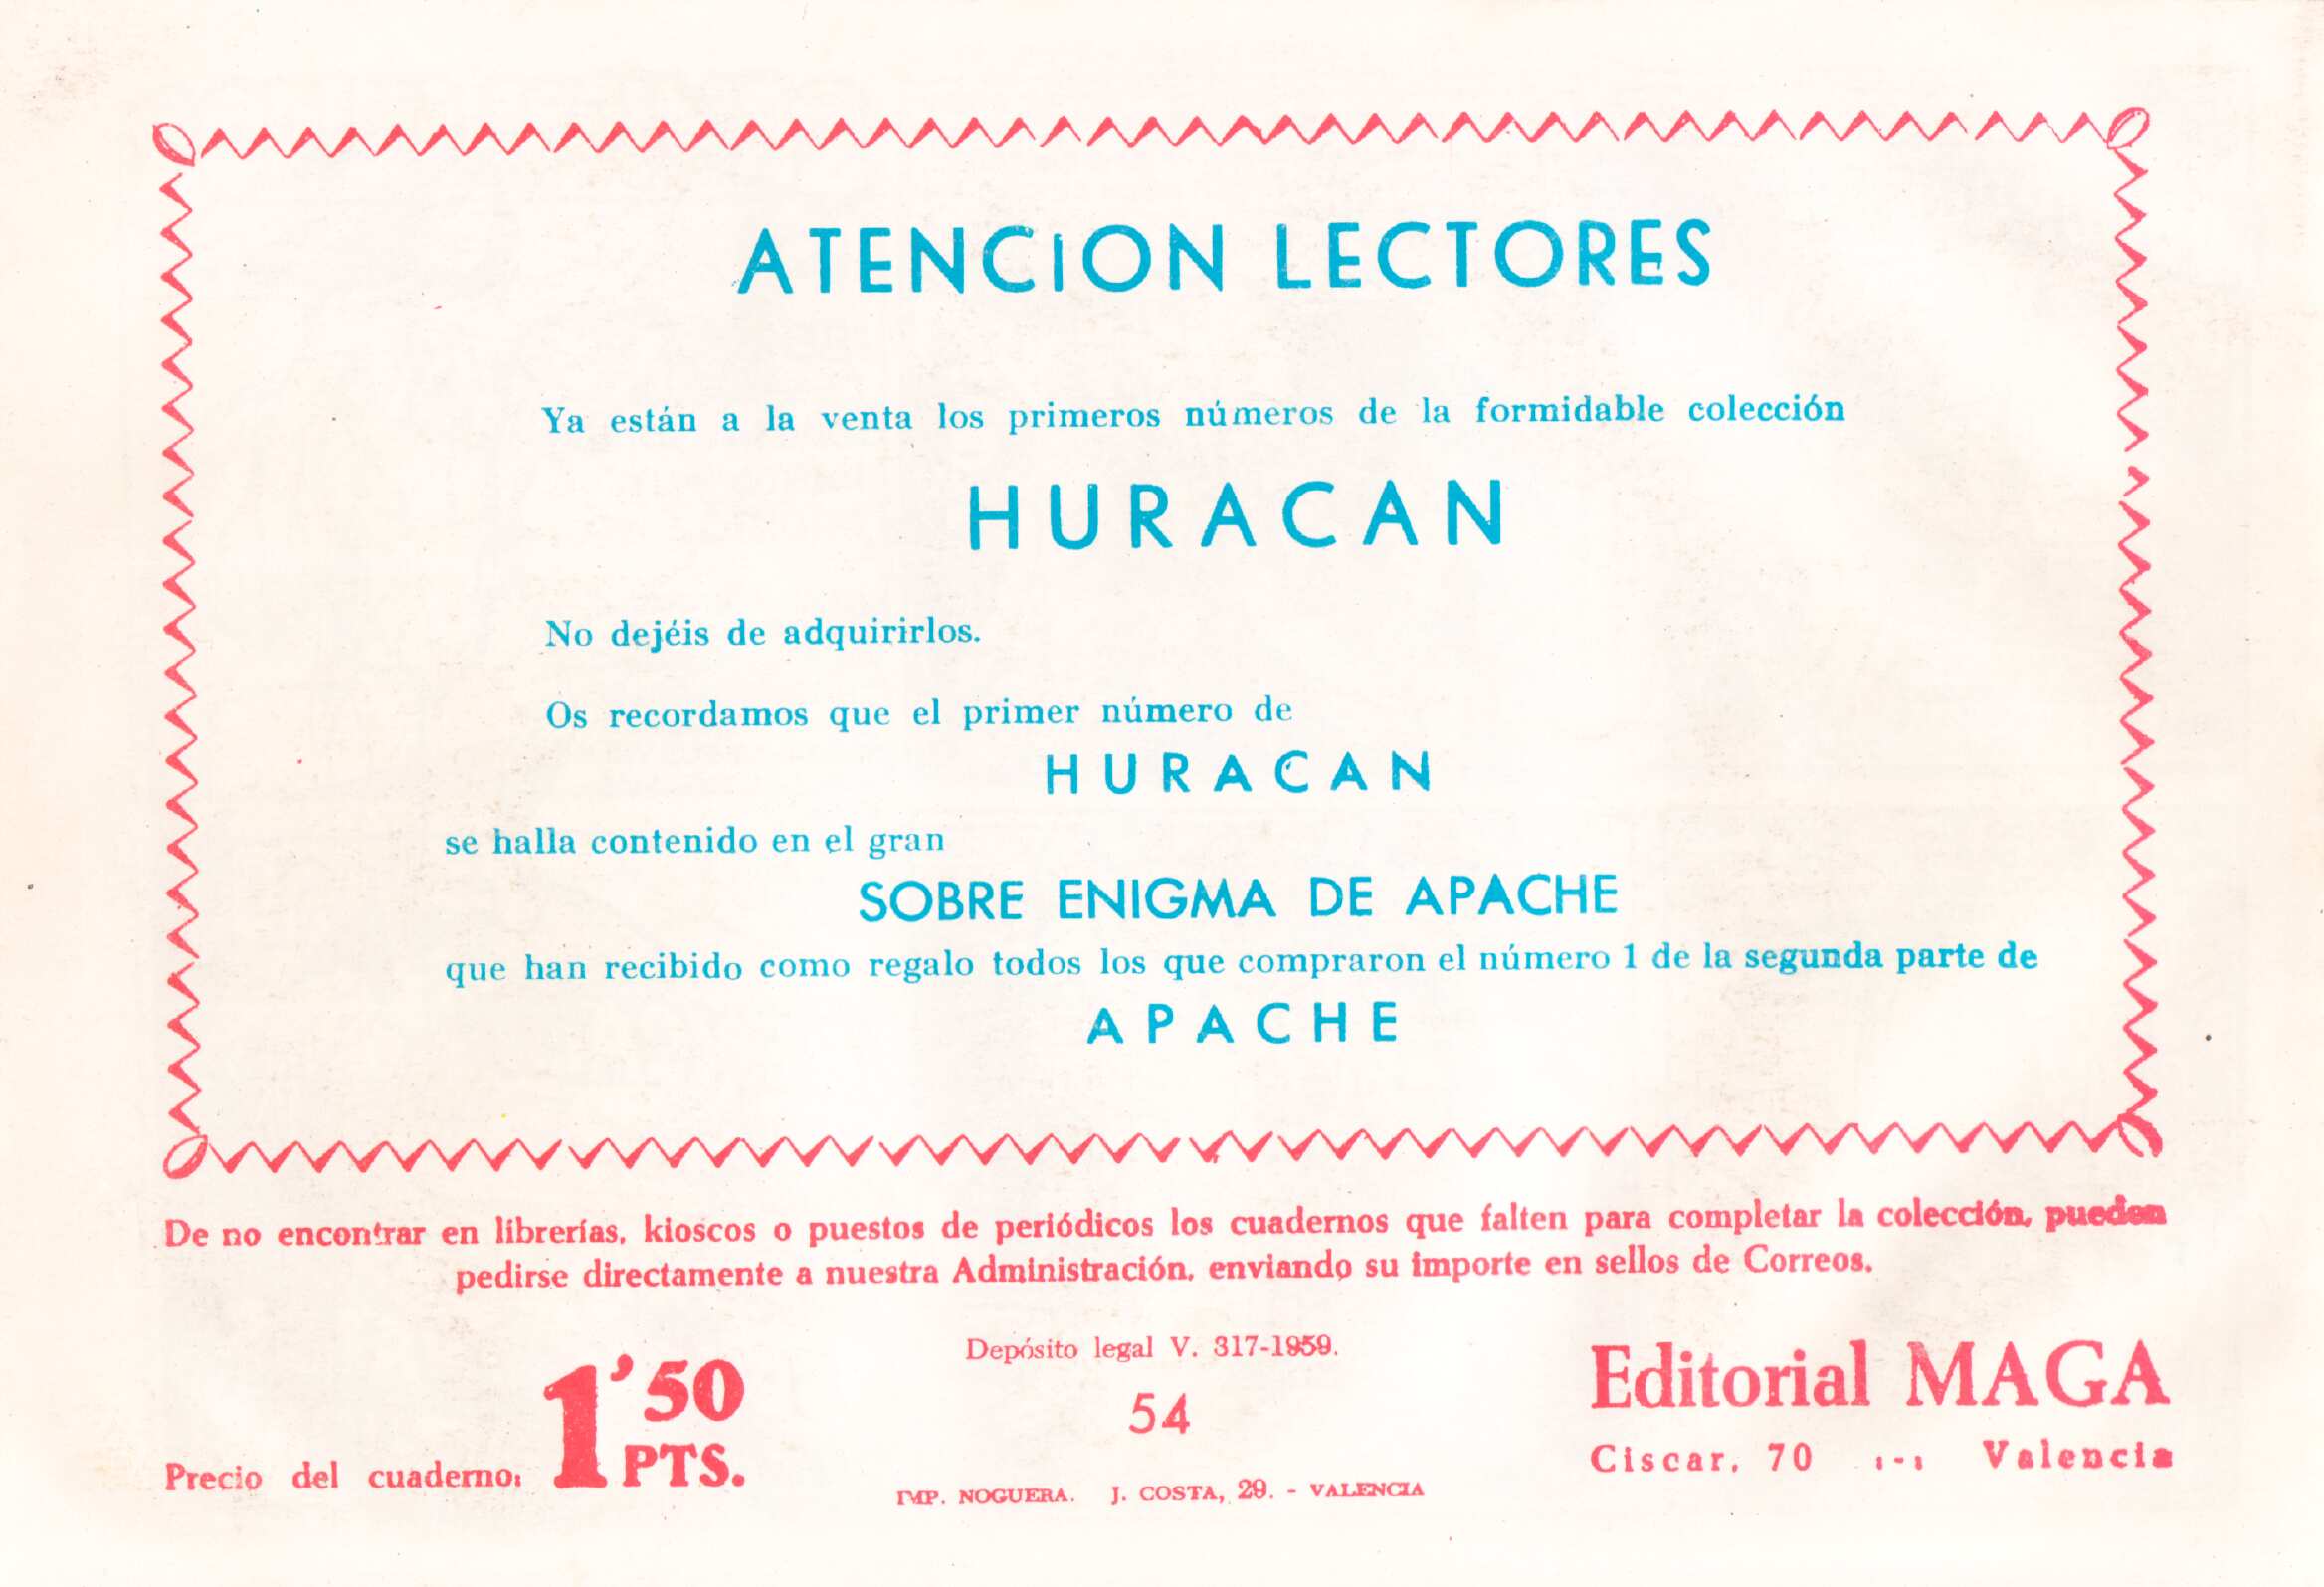 ATENCION LECTORES
Ya están a la venta los primeros números de la formidable colección
HURACAN
No dejéis de adquirirlos.
Os recordamos que el primer número de
HURACAN
se halla contenido en el gran
SOBRE ENIGMA DE APACHE
que han recibido como regalo todos los que compraron el número 1 de la segunda parte de
APACHE
De no encontrar en librerías, kioscos o puestos de periódicos los cuadernos que falten para completar la colección, pueden
pedirse directamente a nuestra Administración, enviando su importe en sellos de Correos.
Precio del cuaderno: 1'50 PTS.
Depósito legal V. 317-1959.
54
IMP. NOGUERA. J. COSTA, 29. - VALENCIA
Editorial MAGA
Ciscar, 70 :-: Valencia